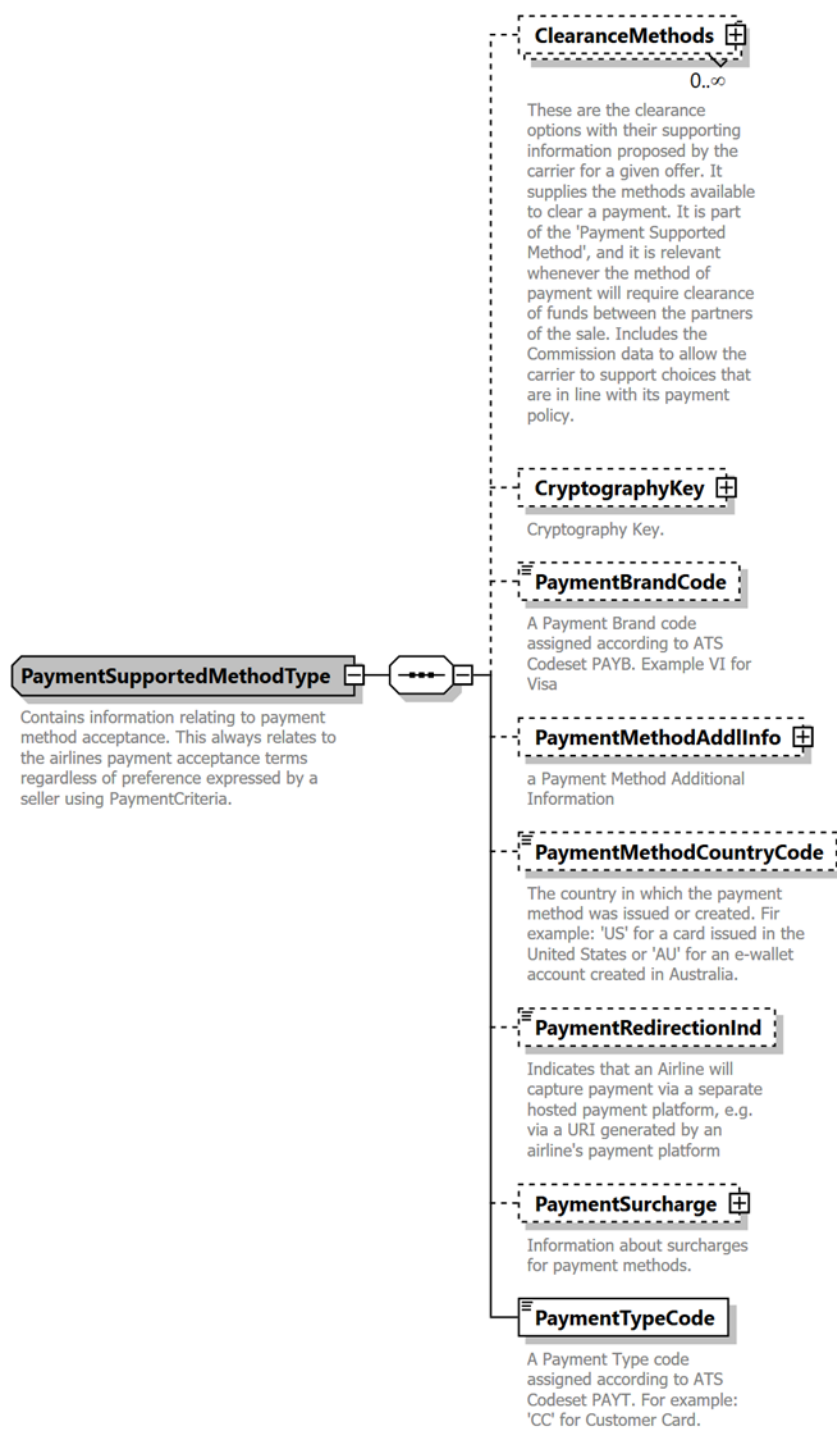 ClearanceMethods
0..∞
These are the clearance
options with their supporting
information proposed by the
carrier for a given offer. It
supplies the methods available
to clear a payment. It is part
of the 'Payment Supported
Method', and it is relevant
whenever the method of
payment will require clearance
of funds between the partners
of the sale. Includes the
Commission data to allow the
carrier to support choices that
are in line with its payment
policy.
CryptographyKey
Cryptography Key.
PaymentBrandCode
A Payment Brand code
assigned according to ATS
Codeset PAYB. Example VI for
Visa
PaymentSupportedMethodType
Contains information relating to payment
method acceptance. This always relates to
the airlines payment acceptance terms
regardless of preference expressed by a
seller using PaymentCriteria.
PaymentMethodAddlInfo
a Payment Method Additional
Information
PaymentMethodCountryCode
The country in which the payment
method was issued or created. Fir
example: 'US' for a card issued in the
United States or 'AU' for an e-wallet
account created in Australia.
PaymentRedirectionInd
Indicates that an Airline will
capture payment via a separate
hosted payment platform, e.g.
via a URI generated by an
airline's payment platform
PaymentSurcharge
Information about surcharges
for payment methods.
PaymentTypeCode
A Payment Type code
assigned according to ATS
Codeset PAYT. For example:
'CC' for Customer Card.